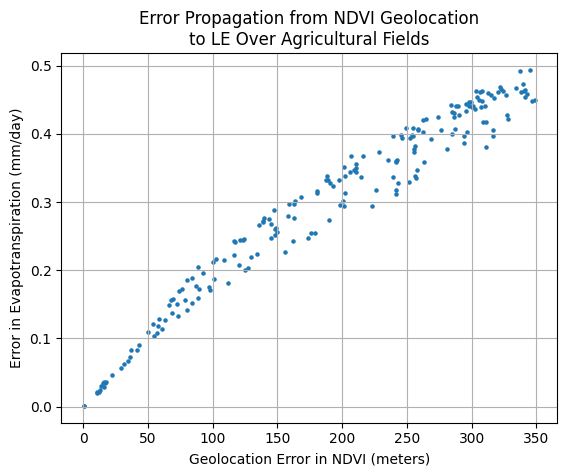 Error Propagation from NDVI Geolocation
to LE Over Agricultural Fields
Error in Evapotranspiration (mm/day)
0.5
0.4
0.3
0.2
0.1
0.0
0 50 100 150 200 250 300 350
Geolocation Error in NDVI (meters)